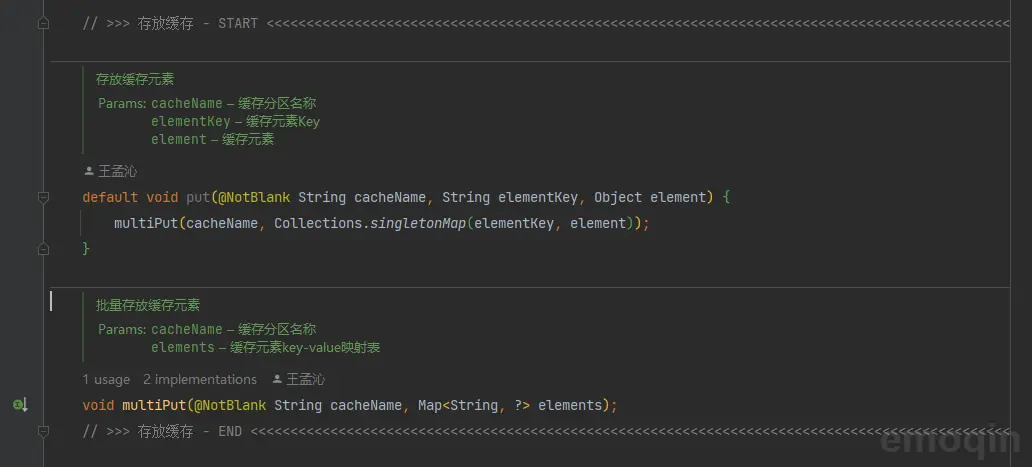 // >>> 存放缓存 - START <<<<<<<<<<<<<<<<<<<<<<<<<<<<<<<<<<<<<<<<<<<<<<<<<<<<<<<<<<<<<<<<<<<<<<<<<<<<<<<<<<<<<<<<<<<<<
存放缓存元素
Params: cacheName – 缓存分区名称
elementKey – 缓存元素Key
element – 缓存元素
王孟沁
default void put(@NotBlank String cacheName, String elementKey, Object element) {
multiPut(cacheName, Collections.singletonMap(elementKey, element));
}
批量存放缓存元素
Params: cacheName – 缓存分区名称
elements – 缓存元素key-value映射表
1 usage 2 implementations 王孟沁
void multiPut(@NotBlank String cacheName, Map<String, ?> elements);
// >>> 存放缓存 - END <<<<<<<<<<<<<<<<<<<<<<<<<<<<<<<<<<<<<<<<<<<<<<<<<<<<<<<<<<<<<<<<<<<<<<<<<<<<<<<<<<<<<<<<<<<<<<<
emoqin